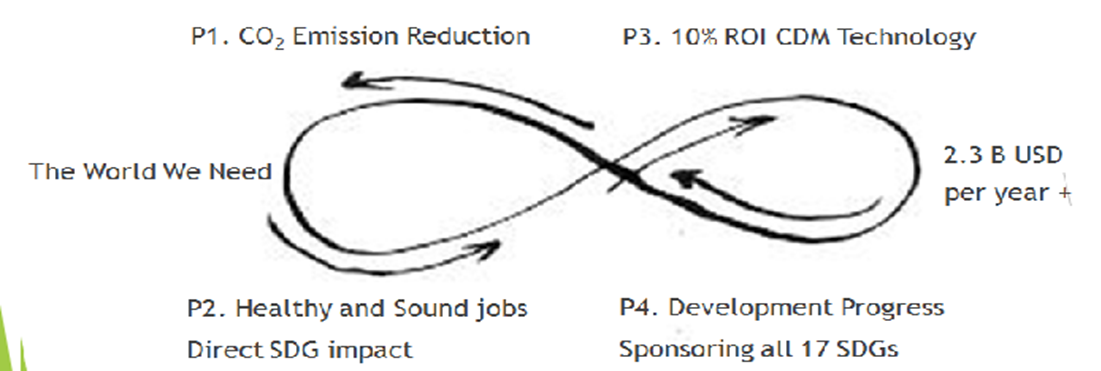 P1. CO₂ Emission Reduction
P3. 10% ROI CDM Technology
The World We Need
2.3 B USD
per year +
P2. Healthy and Sound jobs
Direct SDG impact
P4. Development Progress
Sponsoring all 17 SDGs